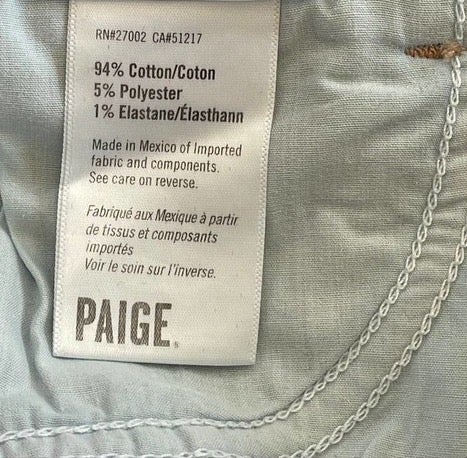 RN#27002 CA#51217
94% Cotton/Coton
5% Polyester
1% Elastane/Élasthann
Made in Mexico of Imported
fabric and components.
See care on reverse.
Fabriqué aux Mexique à partir
de tissus et composants
importés
Voir le soin sur l'inverse.
PAIGE